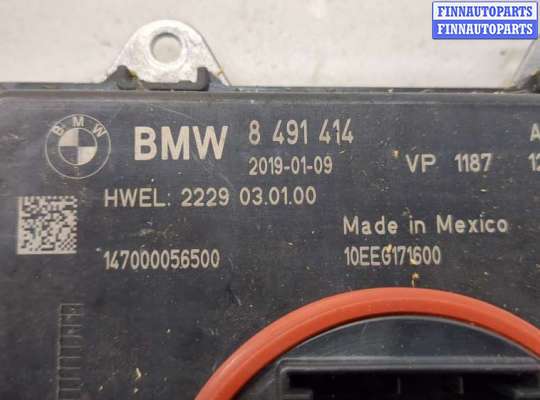 FINNAUTOPARTS
FINNAUTOPARTS
BMW
BMW 8 491 414 A
2019-01-09 VP 1187 12
HWEL: 2229 03.01.00
Made in Mexico
147000056500 10EEG171600